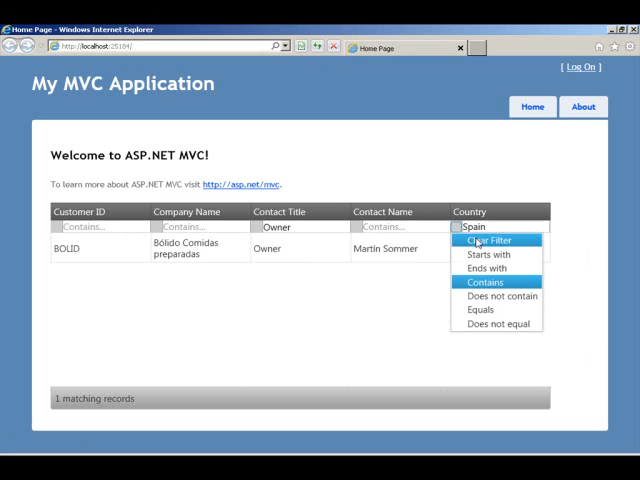 Home Page - Windows Internet Explorer
http://localhost:25184/
Home Page
[ Log On ]
My MVC Application
Home About
Welcome to ASP.NET MVC!
To learn more about ASP.NET MVC visit http://asp.net/mvc.
Customer ID Company Name Contact Title Contact Name Country
Contains... Contains... Owner Contains... Spain
BOLID Bólido Comidas preparadas Owner Martín Sommer
Clear Filter
Starts with
Ends with
Contains
Does not contain
Equals
Does not equal
1 matching records